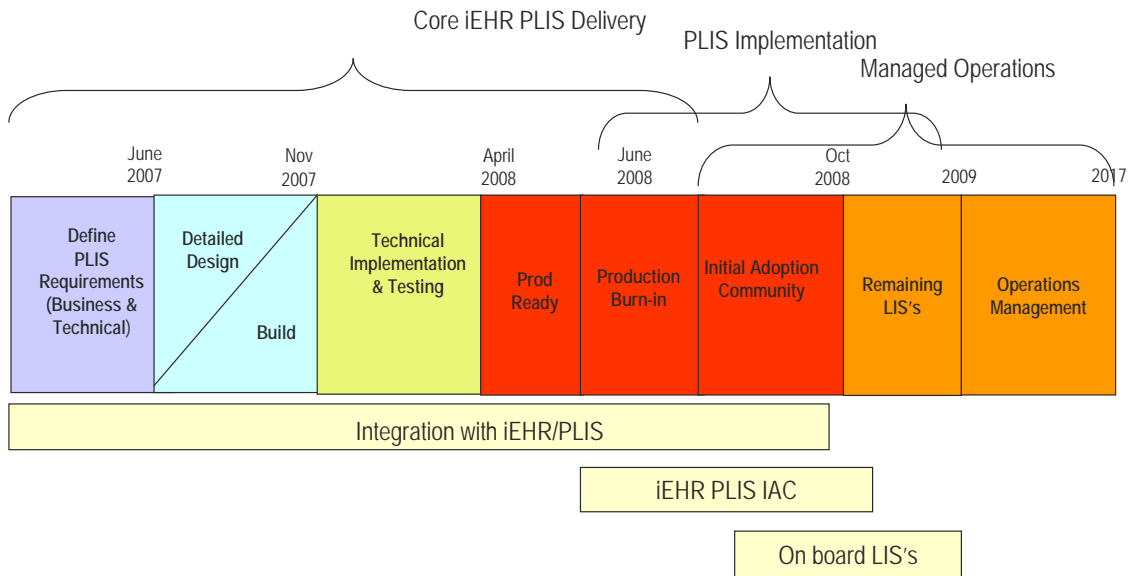 Core iEHR PLIS Delivery
PLIS Implementation
Managed Operations
June
2007
Nov
2007
April
2008
June
2008
Oct
2008
2009
2017
Define
PLIS
Requirements
(Business &
Technical)
Detailed
Design
Build
Technical
Implementation
& Testing
Prod
Ready
Production
Burn-in
Initial Adoption
Community
Remaining
LIS's
Operations
Management
Integration with iEHR/PLIS
iEHR PLIS IAC
On board LIS's